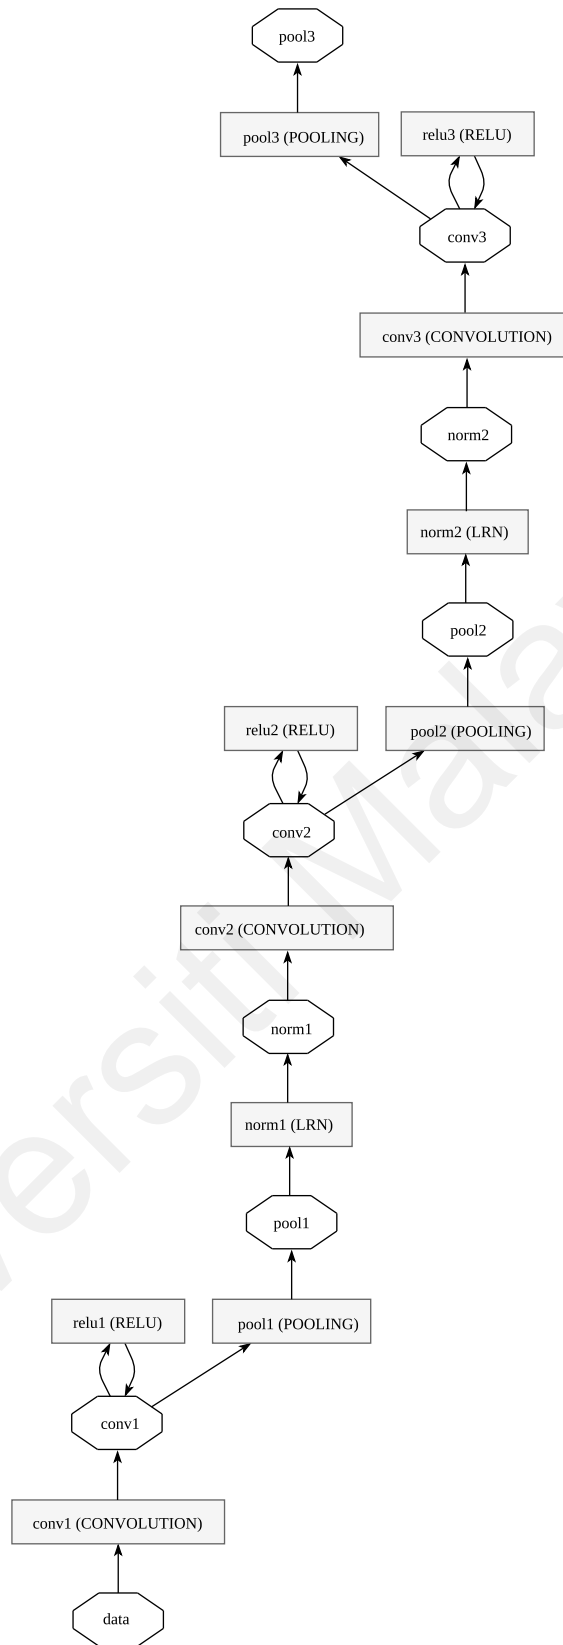 pool3
pool3 (POOLING)
relu3 (RELU)
conv3
conv3 (CONVOLUTION)
norm2
norm2 (LRN)
pool2
relu2 (RELU)
pool2 (POOLING)
conv2
conv2 (CONVOLUTION)
norm1
norm1 (LRN)
pool1
relu1 (RELU)
pool1 (POOLING)
conv1
conv1 (CONVOLUTION)
data